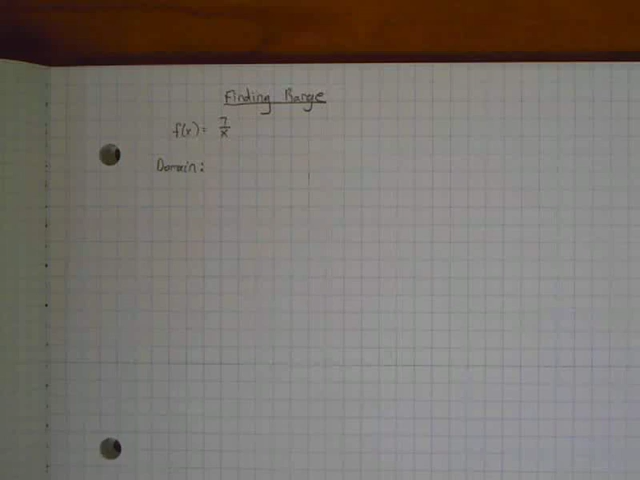 Finding Range
f(x) = 7/x
Domain: